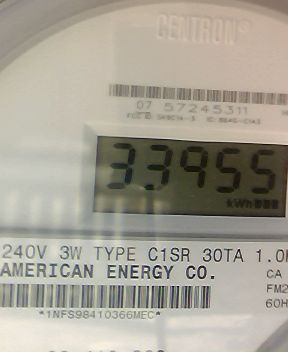 CENTRON®
07 57245311
33955
kWh
240V 3W TYPE C1SR 30TA 1.0
AMERICAN ENERGY CO.
CA
FM2
60H
*1NFS98410366MEC*